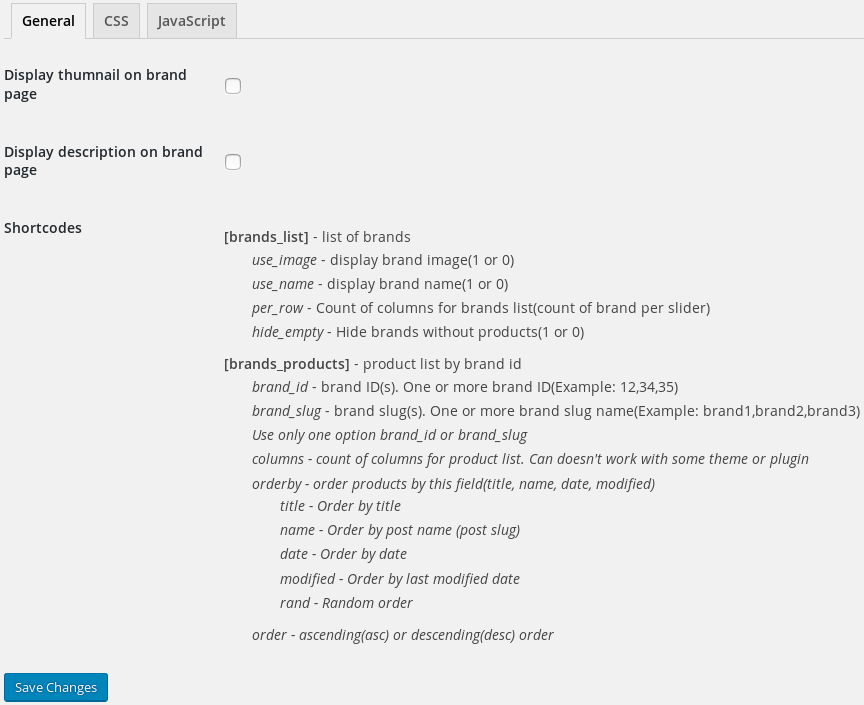 General CSS JavaScript
Display thumnail on brand
page
Display description on brand
page
Shortcodes
[brands_list] - list of brands
use_image - display brand image(1 or 0)
use_name - display brand name(1 or 0)
per_row - Count of columns for brands list(count of brand per slider)
hide_empty - Hide brands without products(1 or 0)
[brands_products] - product list by brand id
brand_id - brand ID(s). One or more brand ID(Example: 12,34,35)
brand_slug - brand slug(s). One or more brand slug name(Example: brand1,brand2,brand3)
Use only one option brand_id or brand_slug
columns - count of columns for product list. Can doesn't work with some theme or plugin
orderby - order products by this field(title, name, date, modified)
title - Order by title
name - Order by post name (post slug)
date - Order by date
modified - Order by last modified date
rand - Random order
order - ascending(asc) or descending(desc) order
Save Changes